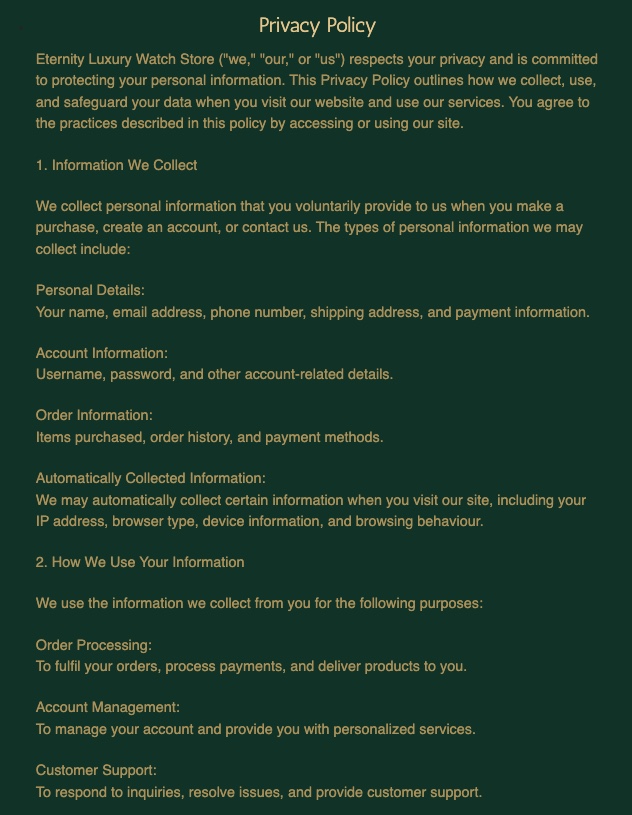 Privacy Policy
Eternity Luxury Watch Store ("we," "our," or "us") respects your privacy and is committed
to protecting your personal information. This Privacy Policy outlines how we collect, use,
and safeguard your data when you visit our website and use our services. You agree to
the practices described in this policy by accessing or using our site.
1. Information We Collect
We collect personal information that you voluntarily provide to us when you make a
purchase, create an account, or contact us. The types of personal information we may
collect include:
Personal Details:
Your name, email address, phone number, shipping address, and payment information.
Account Information:
Username, password, and other account-related details.
Order Information:
Items purchased, order history, and payment methods.
Automatically Collected Information:
We may automatically collect certain information when you visit our site, including your
IP address, browser type, device information, and browsing behaviour.
2. How We Use Your Information
We use the information we collect from you for the following purposes:
Order Processing:
To fulfil your orders, process payments, and deliver products to you.
Account Management:
To manage your account and provide you with personalized services.
Customer Support:
To respond to inquiries, resolve issues, and provide customer support.